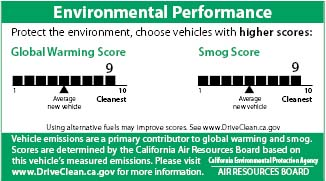 Environmental Performance
Protect the environment, choose vehicles with higher scores:
Global Warming Score Smog Score
9 9
1 10 1 10
Average Cleanest Average Cleanest
new vehicle new vehicle
Using alternative fuels may improve scores. See www.DriveClean.ca.gov
Vehicle emissions are a primary contributor to global warming and smog.
Scores are determined by the California Air Resources Board based on
this vehicle's measured emissions. Please visit California Environmental Protection Agency
www.DriveClean.ca.gov for more information. AIR RESOURCES BOARD